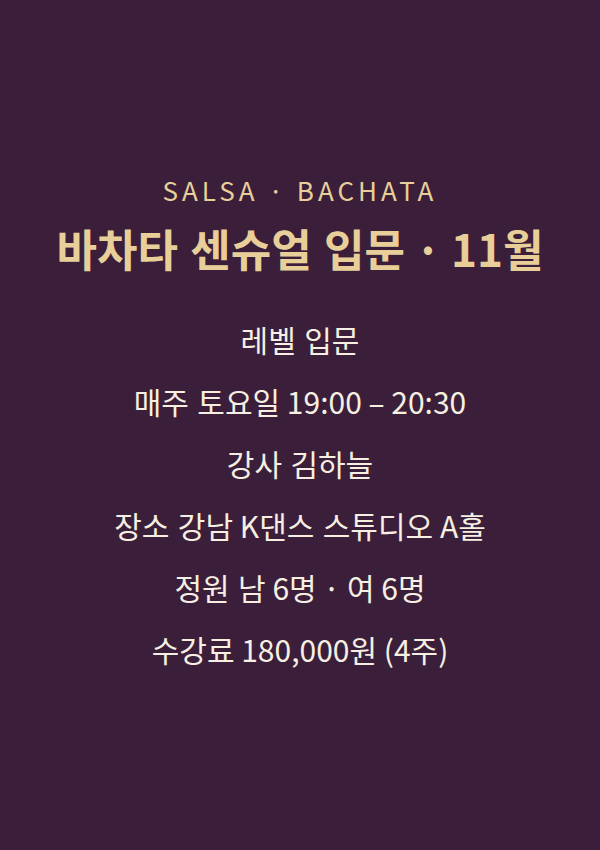 SALSA · BACHATA
바차타 센슈얼 입문 · 11월
레벨 입문
매주 토요일 19:00 – 20:30
강사 김하늘
장소 강남 K댄스 스튜디오 A홀
정원 남 6명 · 여 6명
수강료 180,000원 (4주)